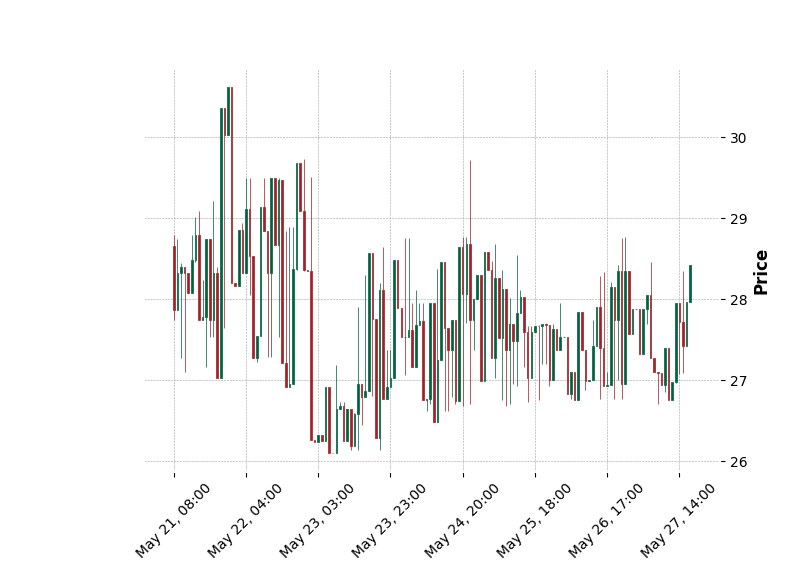 30
29
28
27
26
Price
May 21, 08:00
May 22, 04:00
May 23, 03:00
May 23, 23:00
May 24, 20:00
May 25, 18:00
May 26, 17:00
May 27, 14:00